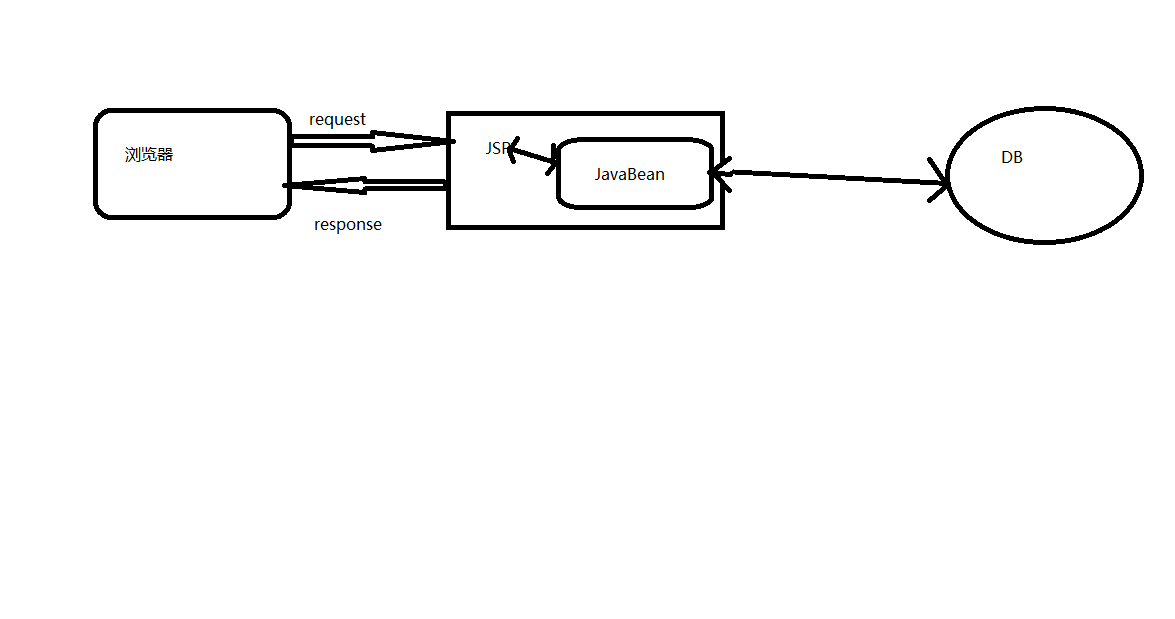 request
浏览器
JSP
JavaBean
DB
response